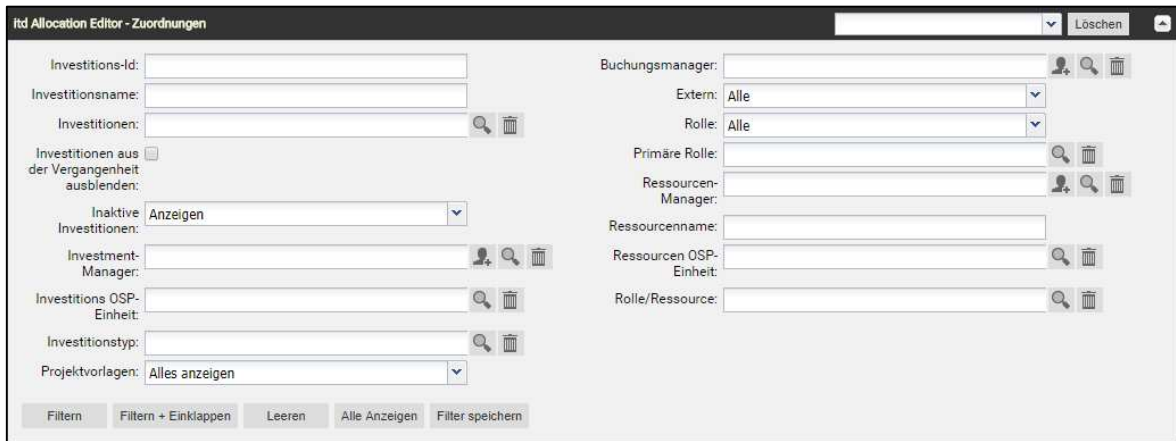 itd Allocation Editor - Zuordnungen
Löschen
Investitions-Id:
Investitionsname:
Investitionen:
Investitionen aus
der Vergangenheit
ausblenden:
Inaktive
Investitionen:
Anzeigen
Investment-
Manager:
Investitions OSP-
Einheit:
Investitionstyp:
Projektvorlagen:
Alles anzeigen
Buchungsmanager:
Extern:
Alle
Rolle:
Alle
Primäre Rolle:
Ressourcen-
Manager:
Ressourcenname:
Ressourcen OSP-
Einheit:
Rolle/Ressource:
Filtern
Filtern + Einklappen
Leeren
Alle Anzeigen
Filter speichern